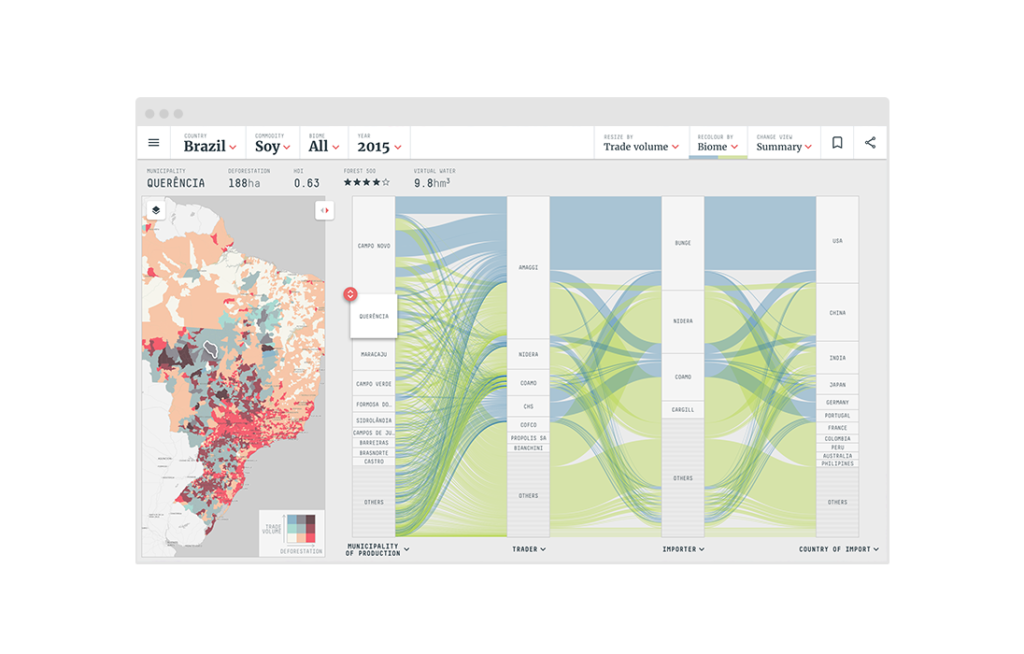 COUNTRY
Brazil
COMMODITY
Soy
BIOME
All
YEAR
2015
RESIZE BY
Trade volume
RECOLOUR BY
Biome
CHANGE VIEW
Summary
MUNICIPALITY
QUERÊNCIA
DEFORESTATION
188ha
HDI
0.63
FOREST 500
VIRTUAL WATER
9.8hm³
TRADE
VOLUME
DEFORESTATION
CAMPO NOVO
QUERÊNCIA
MARACAJU
CAMPO VERDE
FORMOSA DO.
SIDROLÂNDIA
CAMPOS DE JU.
BARREIRAS
BRASNORTE
CASTRO
OTHERS
MUNICIPALITY
OF PRODUCTION
AMAGGI
NIDERA
COAMO
CHS
COFCO
PROPOLIS SA
BIANCHINI
OTHERS
TRADER
BUNGE
NIDERA
COAMO
CARGILL
OTHERS
IMPORTER
USA
CHINA
INDIA
JAPAN
GERMANY
PORTUGAL
FRANCE
COLOMBIA
PERU
AUSTRALIA
PHILIPINES
OTHERS
COUNTRY OF IMPORT